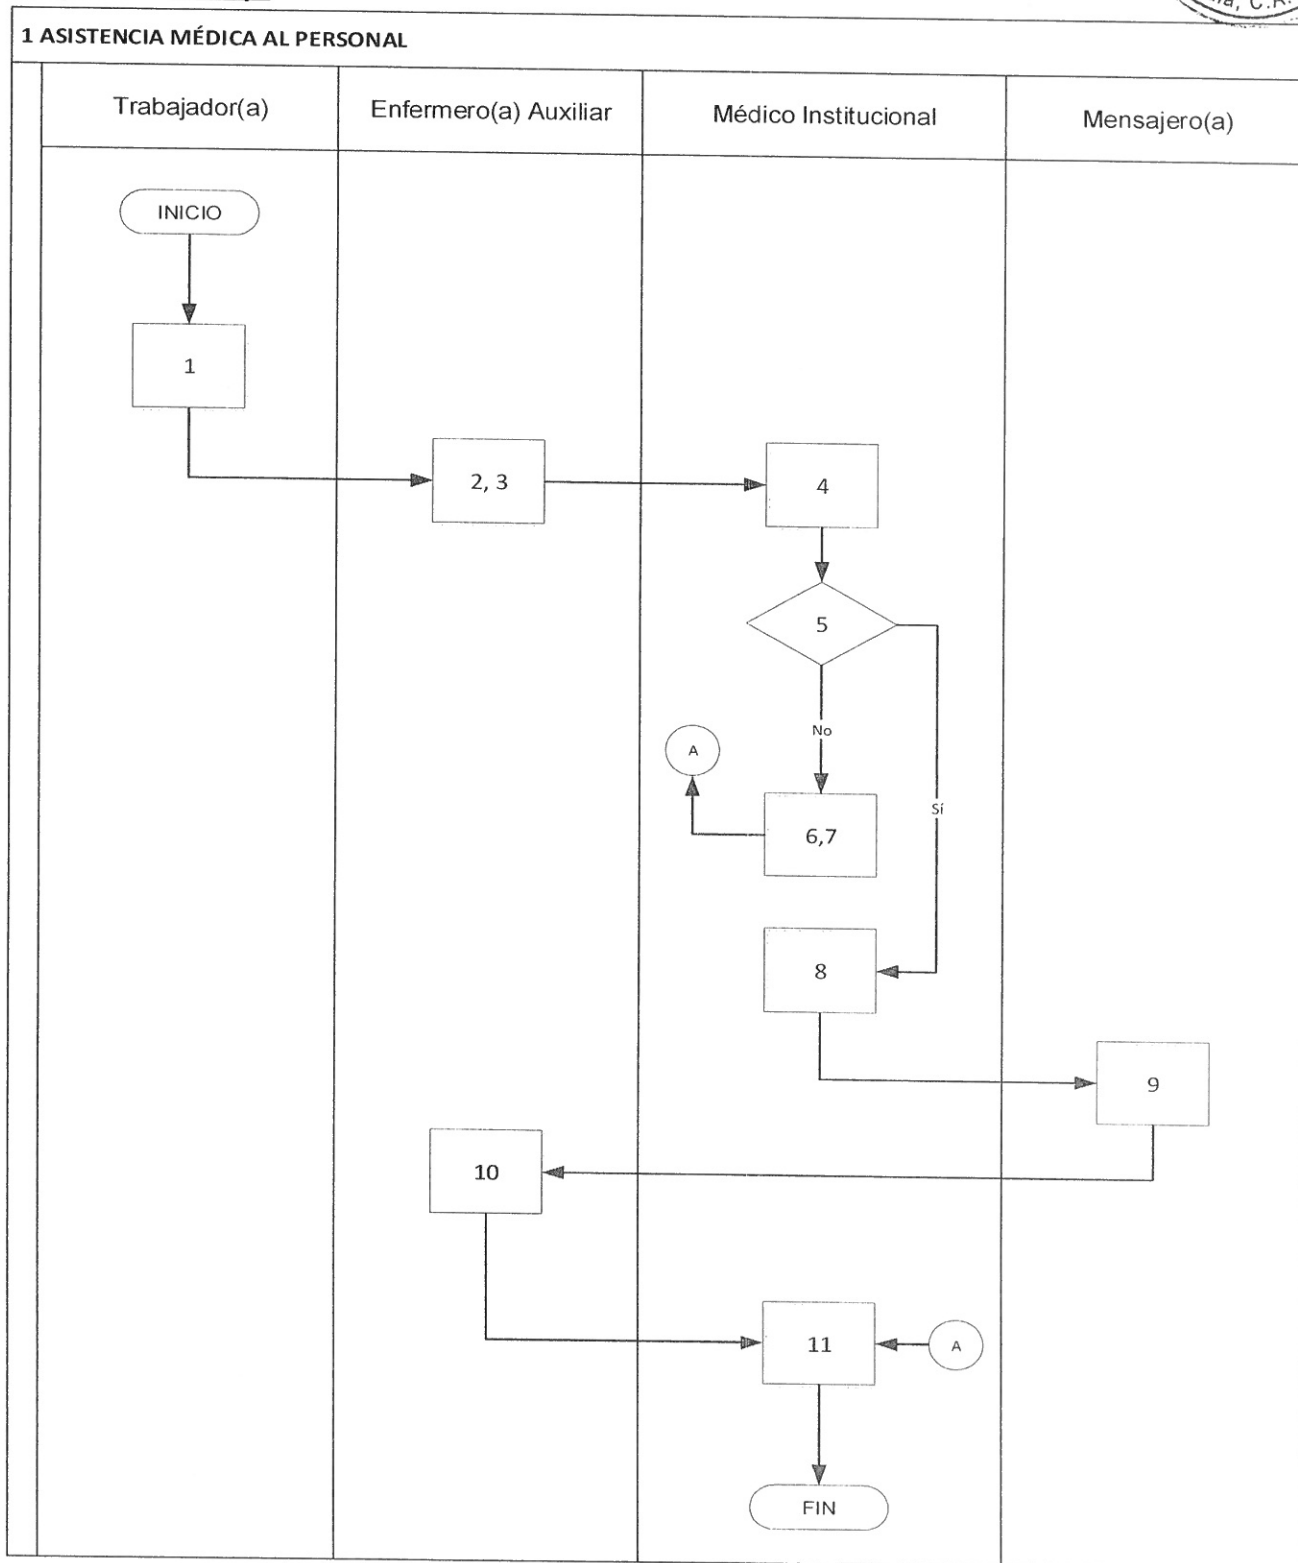 1 ASISTENCIA MÉDICA AL PERSONAL
Trabajador(a)
Enfermero(a) Auxiliar
Médico Institucional
Mensajero(a)
INICIO
1
2, 3
4
5
No
A
Sí
6,7
8
9
10
11
A
FIN